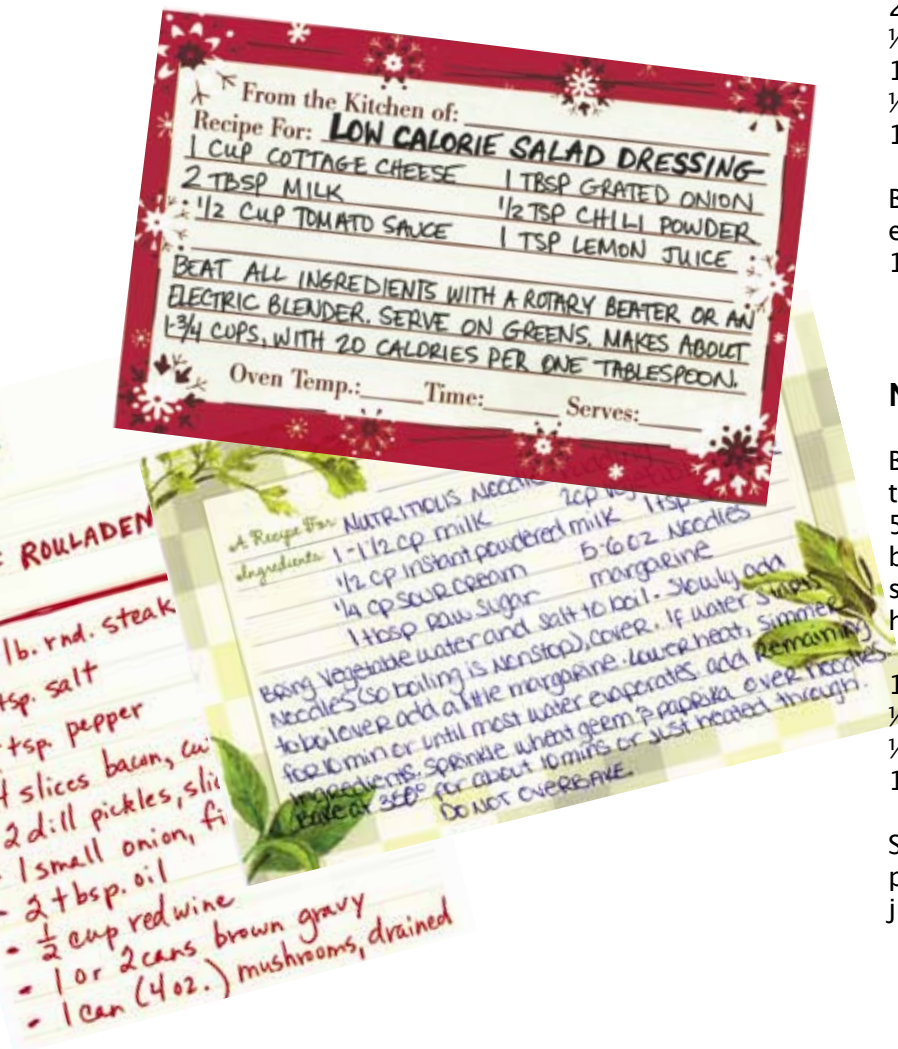 From the Kitchen of:
Recipe For: LOW CALORIE SALAD DRESSING
1 CUP COTTAGE CHEESE 1 TBSP GRATED ONION
2 TBSP MILK 1/2 TSP CHILI POWDER
1/2 CUP TOMATO SAUCE 1 TSP LEMON JUICE
BEAT ALL INGREDIENTS WITH A ROTARY BEATER OR AN
ELECTRIC BLENDER. SERVE ON GREENS. MAKES ABOUT
1-3/4 CUPS, WITH 20 CALORIES PER ONE TABLESPOON.
Oven Temp.: Time: Serves:
A Recipe For: NUTRITIOUS Noodle
Ingredients: 1-1 1/2 cp milk 2cp
1/2 cp instant powdered milk 1 tsp
1/4 cp SOUR CREAM 5-6 oz Noodles
1 tbsp RAW sugar margarine
Bring Vegetable water and salt to boil. Slowly add
Noodles (so boiling is Nonstop), cover. If water starts
to boil over add a little margarine. Lower heat, simmer
for 10 min or until most water evaporates. add Remaining
ingredients. Sprinkle wheat germ & paprika over noodles.
Bake at 350° for about 10 mins or just heated through.
DO NOT OVERBAKE.
ROULADEN
lb. rnd. steak
tsp. salt
tsp. pepper
4 slices bacon,
2 dill pickles,
- 1 small onion,
- 2 tbsp. oil
- 1/2 cup red wine
- 1 or 2 cans brown gravy
- 1 can (4 oz.) mushrooms, drained